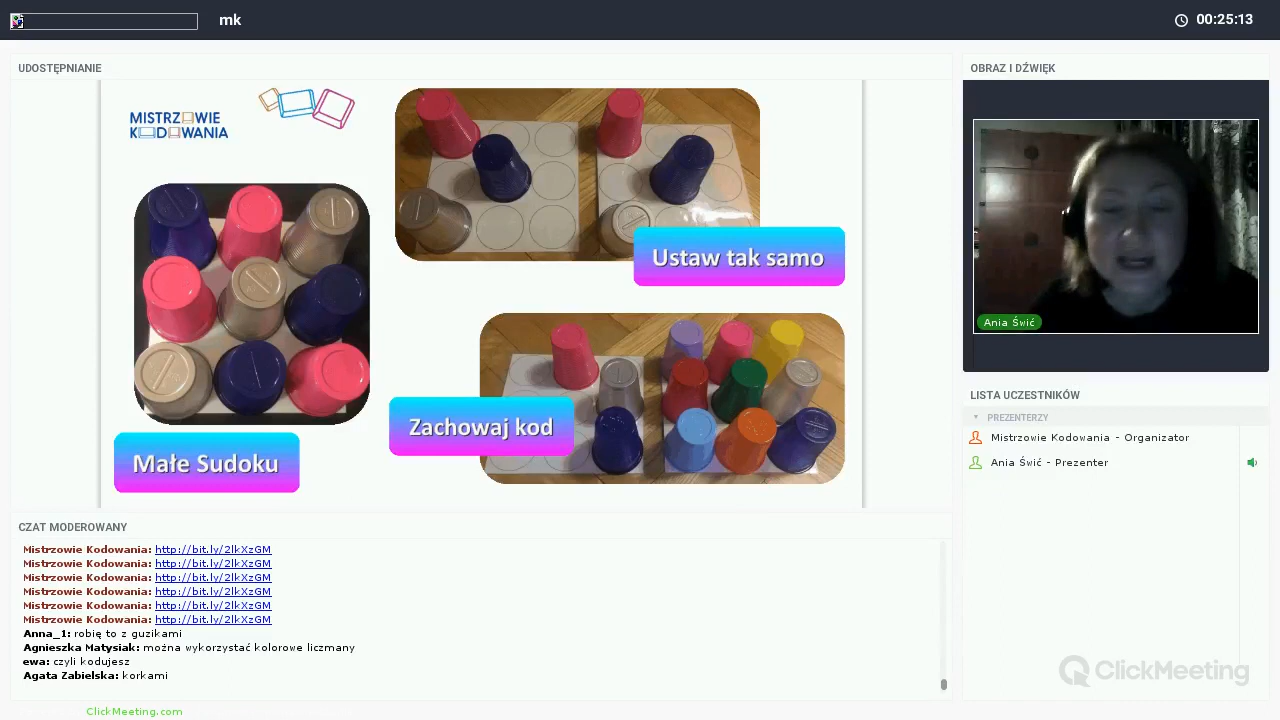 mk
00:25:13
UDOSTĘPNIANIE
MISTRZOWIE
KODOWANIA
Ustaw tak samo
Zachowaj kod
Małe Sudoku
OBRAZ I DŹWIĘK
Ania Świć
LISTA UCZESTNIKÓW
PREZENTERZY
Mistrzowie Kodowania - Organizator
Ania Świć - Prezenter
CZAT MODEROWANY
Mistrzowie Kodowania: http://bit.ly/2lkXzGM
Mistrzowie Kodowania: http://bit.ly/2lkXzGM
Mistrzowie Kodowania: http://bit.ly/2lkXzGM
Mistrzowie Kodowania: http://bit.ly/2lkXzGM
Mistrzowie Kodowania: http://bit.ly/2lkXzGM
Mistrzowie Kodowania: http://bit.ly/2lkXzGM
Anna_1: robię to z guzikami
Agnieszka Matysiak: można wykorzystać kolorowe liczmany
ewa: czyli kodujesz
Agata Zabielska: korkami
ClickMeeting
ClickMeeting.com